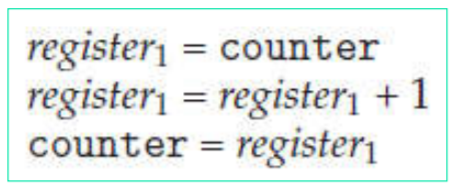 register₁ = counter
register₁ = register₁ + 1
counter = register₁